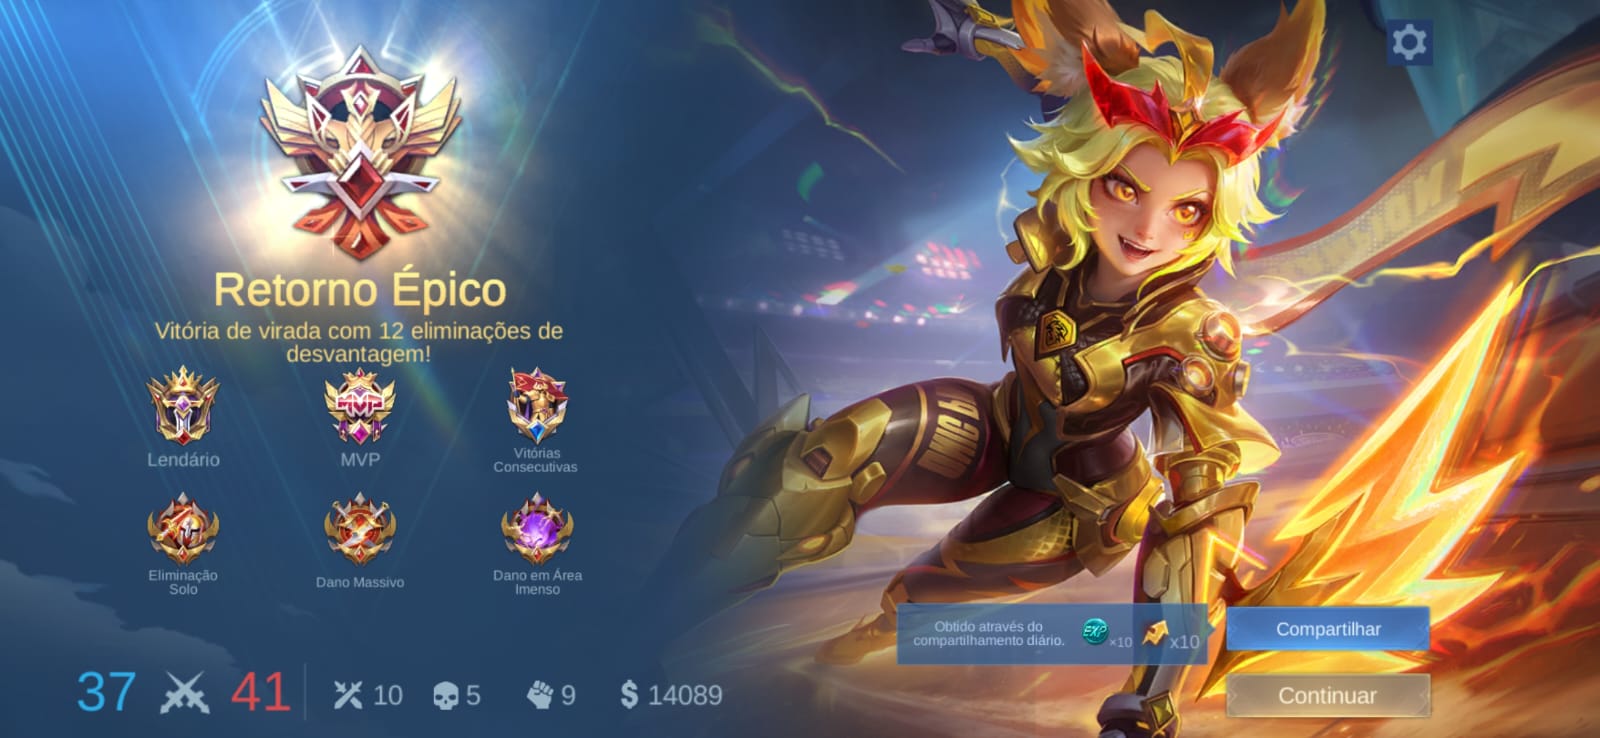 Retorno Épico
Vitória de virada com 12 eliminações de
desvantagem!
Lendário
MVP
MVP
Vitórias
Consecutivas
Eliminação
Solo
Dano Massivo
Dano em Área
Imenso
37
41
10
5
9
$ 14089
Obtido através do
compartilhamento diário.
EXP
×10
x10
Compartilhar
Continuar